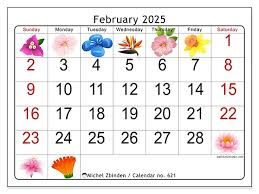 February 2025
Sunday Monday Tuesday Wednesday Thursday Friday Saturday
1
2 3 4 5 6 7 8
9 10 11 12 13 14 15
16 17 18 19 20 21 22
23 24 25 26 27 28
Michel Zbinden / Calendar no. 621